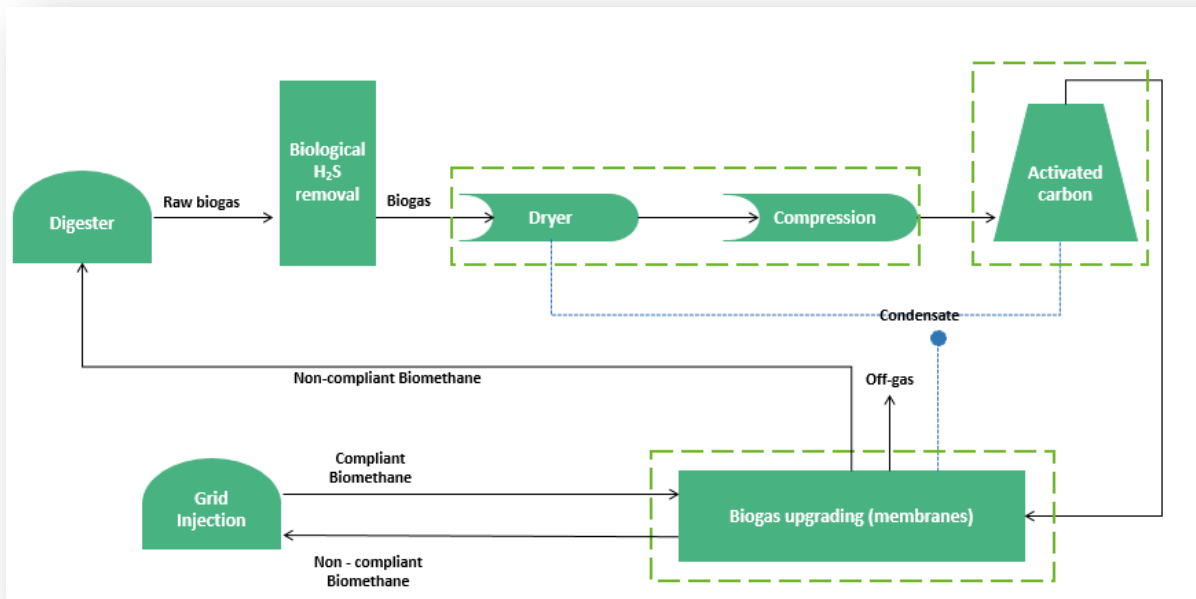 Biological
H₂S
removal
Activated
carbon
Raw biogas
Biogas
Digester
Dryer
Compression
Condensate
Non-compliant Biomethane
Off-gas
Compliant
Biomethane
Grid
Injection
Biogas upgrading (membranes)
Non - compliant
Biomethane